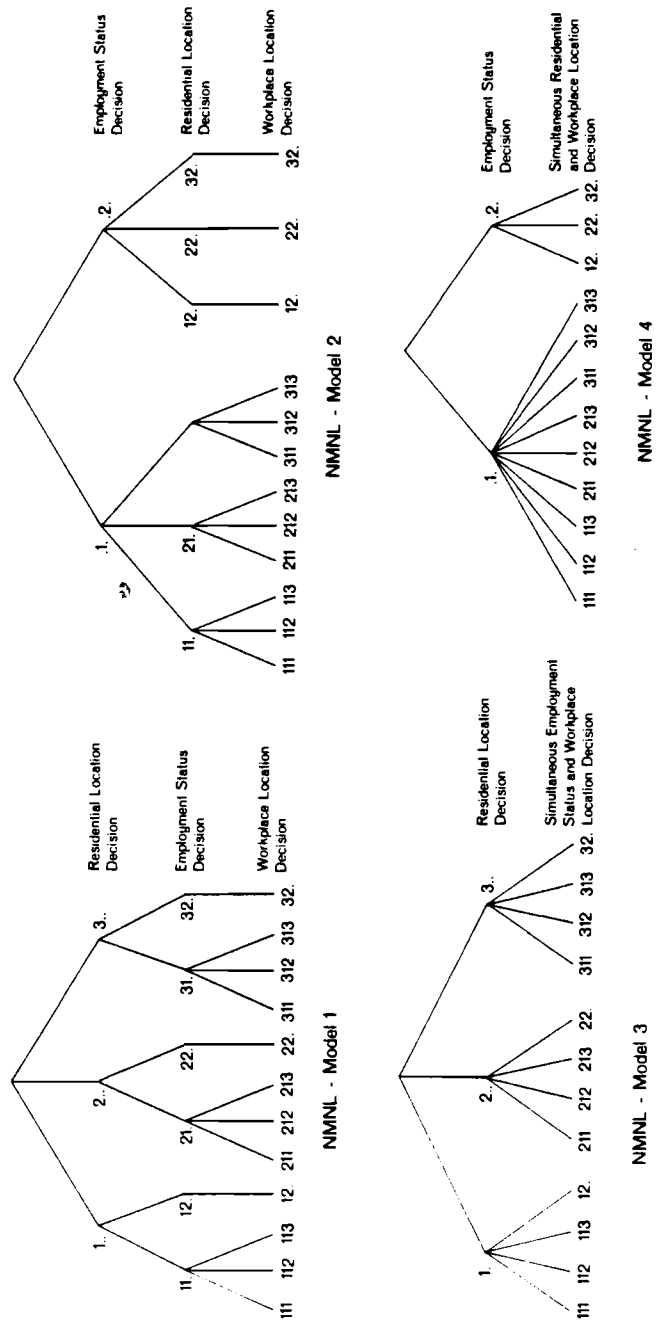 Residential Location
Decision
1.. 2.. 3..
Employment Status
Decision
11. 12. 21. 22. 31. 32.
Workplace Location
Decision
111 112 113 12. 211 212 213 22. 311 312 313 32.
NMNL - Model 1
Employment Status
Decision
.1. .2.
Residential Location
Decision
11. 21. 12. 22. 32.
Workplace Location
Decision
111 112 113 211 212 213 311 312 313 12. 22. 32.
NMNL - Model 2
Residential Location
Decision
1. 2.. 3..
Simultaneous Employment
Status and Workplace
Location Decision
111 112 113 12. 211 212 213 22. 311 312 313 32.
NMNL - Model 3
Employment Status
Decision
.1. .2.
Simultaneous Residential
and Workplace Location
Decision
111 112 113 211 212 213 311 312 313 12. 22. 32.
NMNL - Model 4